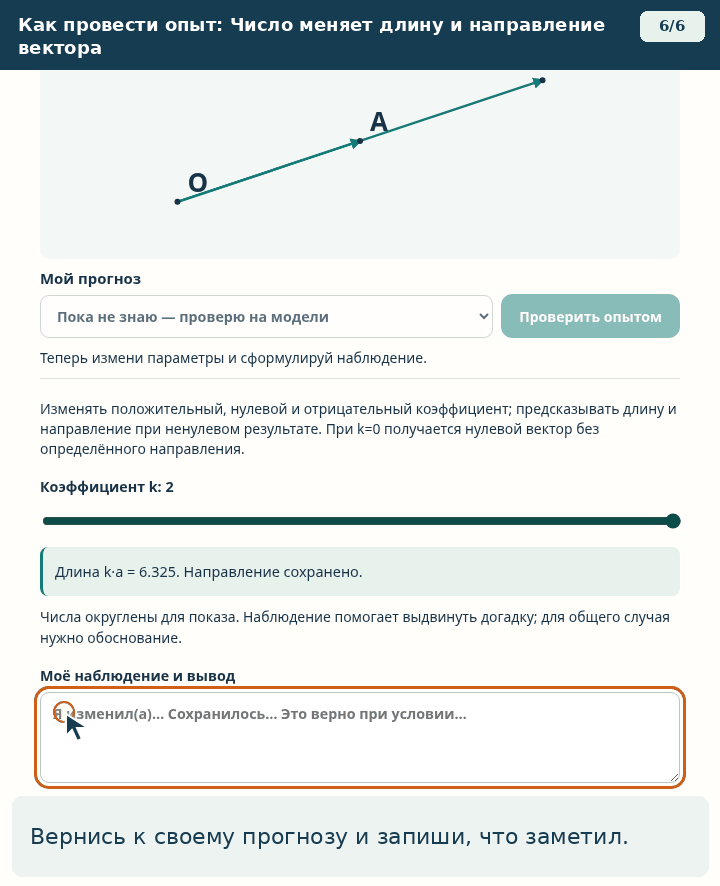 Как провести опыт: Число меняет длину и направление
вектора
6/6
A
O
Мой прогноз
Пока не знаю — проверю на модели
Проверить опытом
Теперь измени параметры и сформулируй наблюдение.
Изменять положительный, нулевой и отрицательный коэффициент; предсказывать длину и
направление при ненулевом результате. При k=0 получается нулевой вектор без
определённого направления.
Коэффициент k: 2
Длина k·a = 6.325. Направление сохранено.
Числа округлены для показа. Наблюдение помогает выдвинуть догадку; для общего случая
нужно обоснование.
Моё наблюдение и вывод
Я изменил(а)... Сохранилось... Это верно при условии...
Вернись к своему прогнозу и запиши, что заметил.